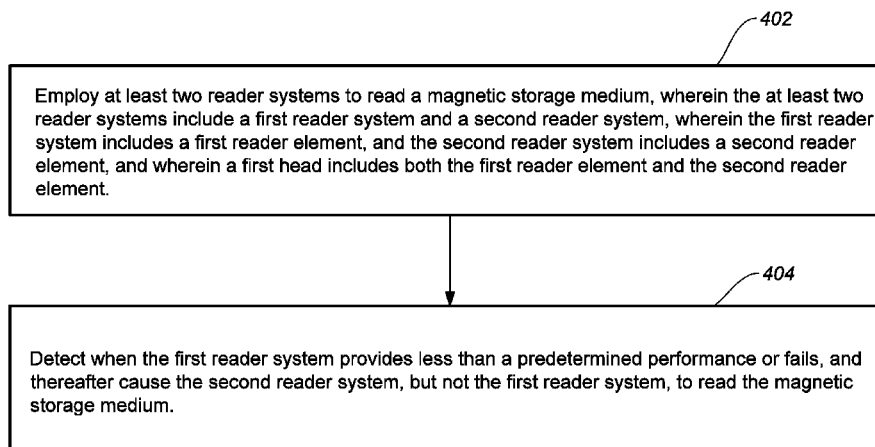 402
Employ at least two reader systems to read a magnetic storage medium, wherein the at least two
reader systems include a first reader system and a second reader system, wherein the first reader
system includes a first reader element, and the second reader system includes a second reader
element, and wherein a first head includes both the first reader element and the second reader
element.
404
Detect when the first reader system provides less than a predetermined performance or fails, and
thereafter cause the second reader system, but not the first reader system, to read the magnetic
storage medium.